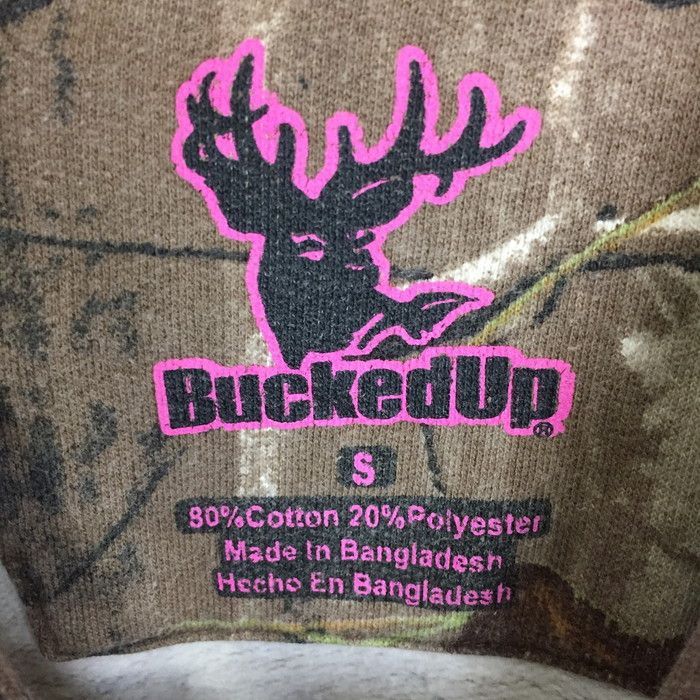 BuckedUp®
S
80%Cotton 20%Polyester
Made In Bangladesh
Hecho En Bangladesh